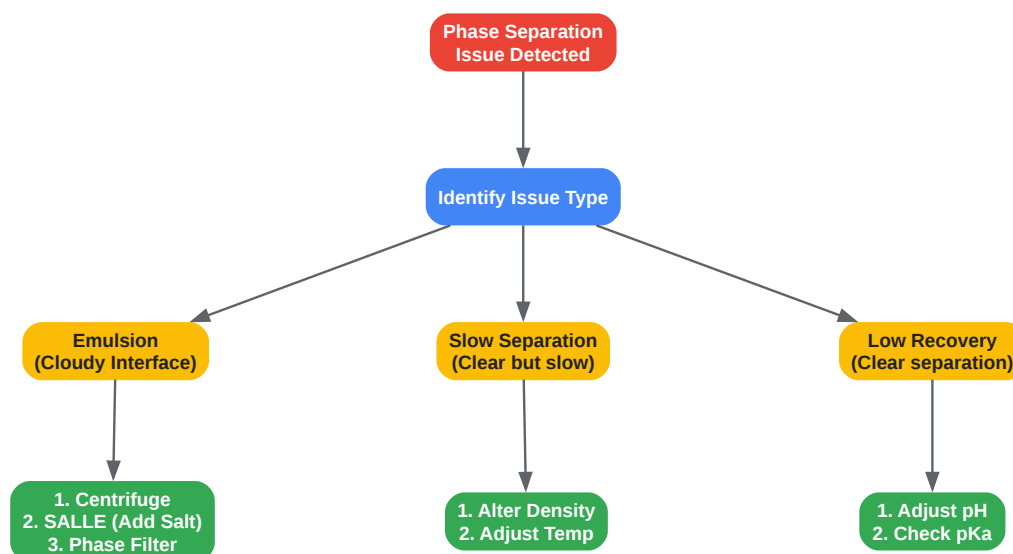 Phase Separation
Issue Detected
Identify Issue Type
Emulsion
(Cloudy Interface)
Slow Separation
(Clear but slow)
Low Recovery
(Clear separation)
1. Centrifuge
2. SALLE (Add Salt)
3. Phase Filter
1. Alter Density
2. Adjust Temp
1. Adjust pH
2. Check pKa